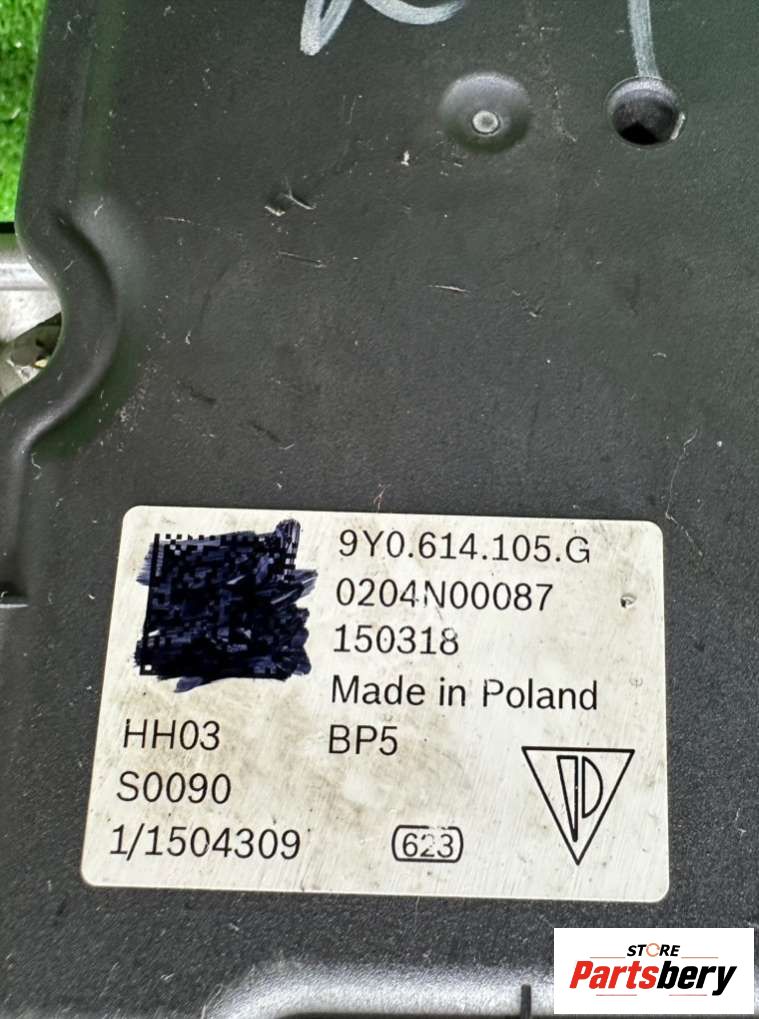 9Y0.614.105.G
0204N00087
150318
Made in Poland
HH03 BP5
S0090
1/1504309 623
STORE
Partsbery